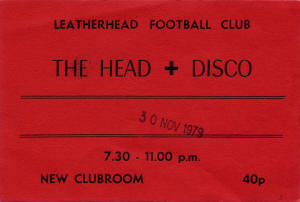 LEATHERHEAD FOOTBALL CLUB
THE HEAD + DISCO
30 NOV 1979
7.30 - 11.00 p.m.
NEW CLUBROOM 40p